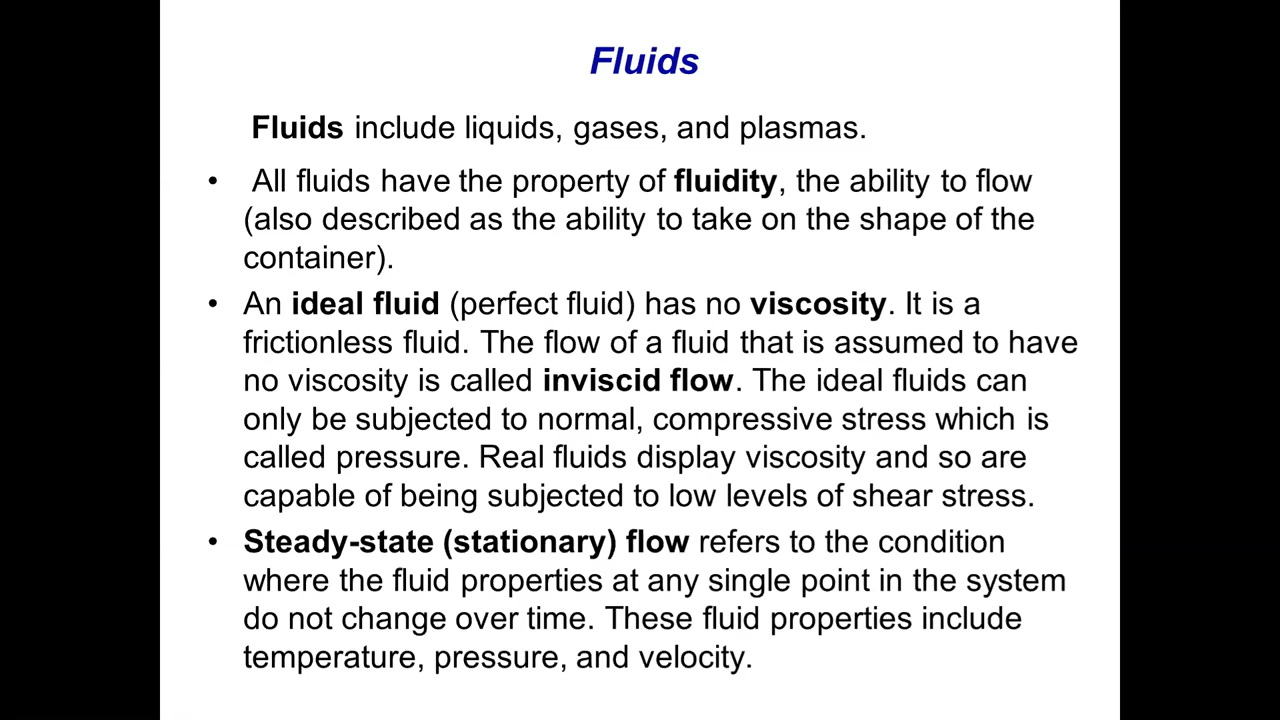 Fluids
Fluids include liquids, gases, and plasmas.
• All fluids have the property of fluidity, the ability to flow
(also described as the ability to take on the shape of the
container).
• An ideal fluid (perfect fluid) has no viscosity. It is a
frictionless fluid. The flow of a fluid that is assumed to have
no viscosity is called inviscid flow. The ideal fluids can
only be subjected to normal, compressive stress which is
called pressure. Real fluids display viscosity and so are
capable of being subjected to low levels of shear stress.
• Steady-state (stationary) flow refers to the condition
where the fluid properties at any single point in the system
do not change over time. These fluid properties include
temperature, pressure, and velocity.